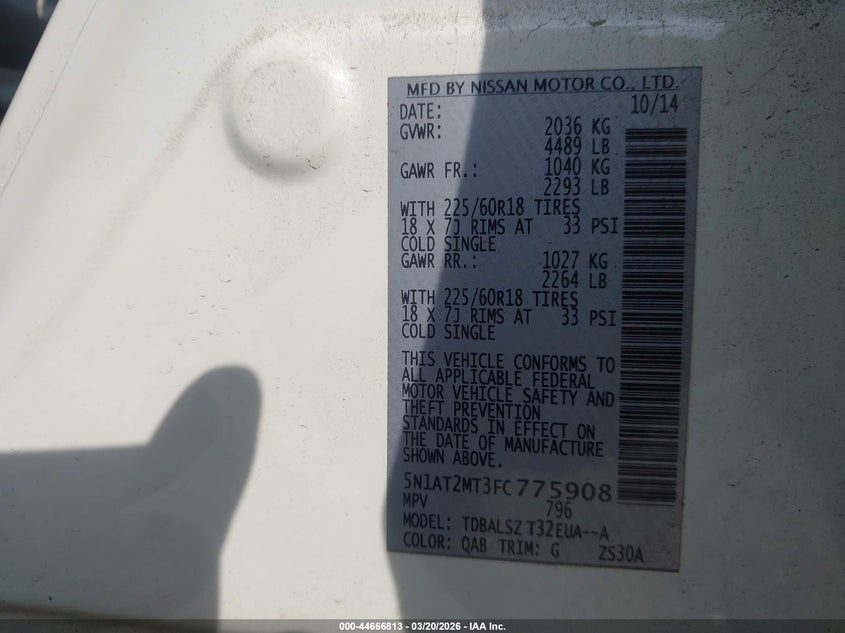 MFD BY NISSAN MOTOR CO., LTD.
DATE: 10/14
GVWR: 2036 KG
4489 LB
GAWR FR.: 1040 KG
2293 LB
WITH 225/60R18 TIRES
18 X 7J RIMS AT 33 PSI
COLD SINGLE
GAWR RR.: 1027 KG
2264 LB
WITH 225/60R18 TIRES
18 X 7J RIMS AT 33 PSI
COLD SINGLE
THIS VEHICLE CONFORMS TO
ALL APPLICABLE FEDERAL
MOTOR VEHICLE SAFETY AND
THEFT PREVENTION
STANDARDS IN EFFECT ON
THE DATE OF MANUFACTURE
SHOWN ABOVE.
5N1AT2MT3FC775908
MPV 796
MODEL: TDBALSZ T32EUA--A
COLOR: QAB TRIM: G ZS30A
000-44666813 - 03/20/2026 - IAA Inc.